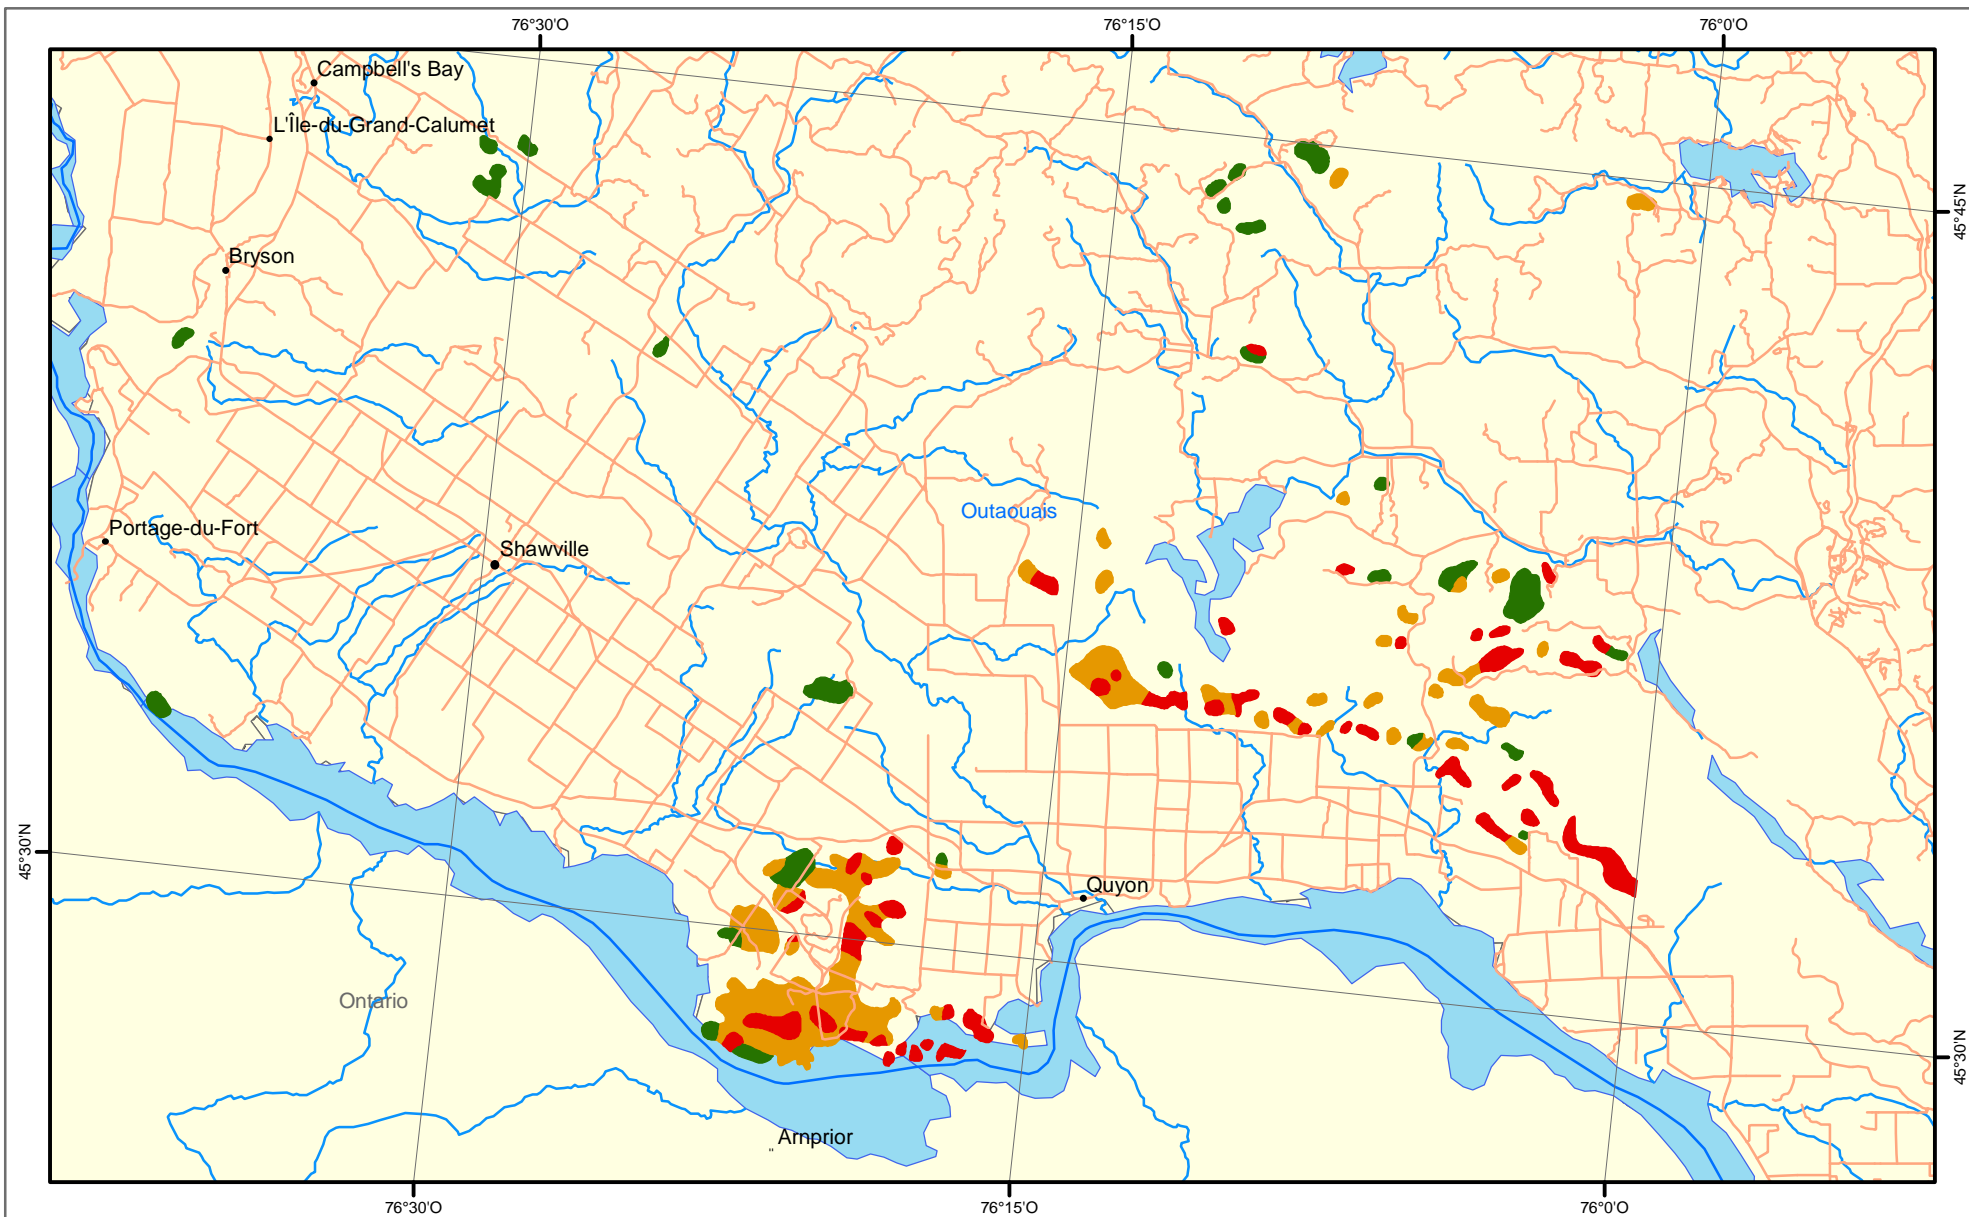 76°30'O
76°15'O
76°0'O
Campbell's Bay
L'Île-du-Grand-Calumet
45°45'N
Bryson
Outaouais
Portage-du-Fort
Shawville
45°30'N
Quyon
Ontario
45°30'N
Arnprior
76°30'O
76°15'O
76°0'O